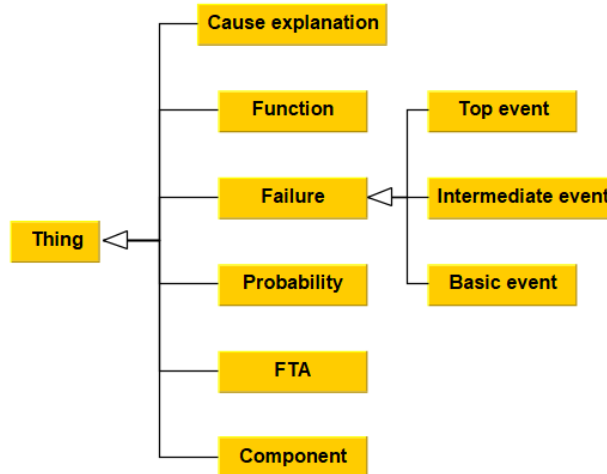 Cause explanation
Function
Top event
Failure
Intermediate event
Thing
Probability
Basic event
FTA
Component